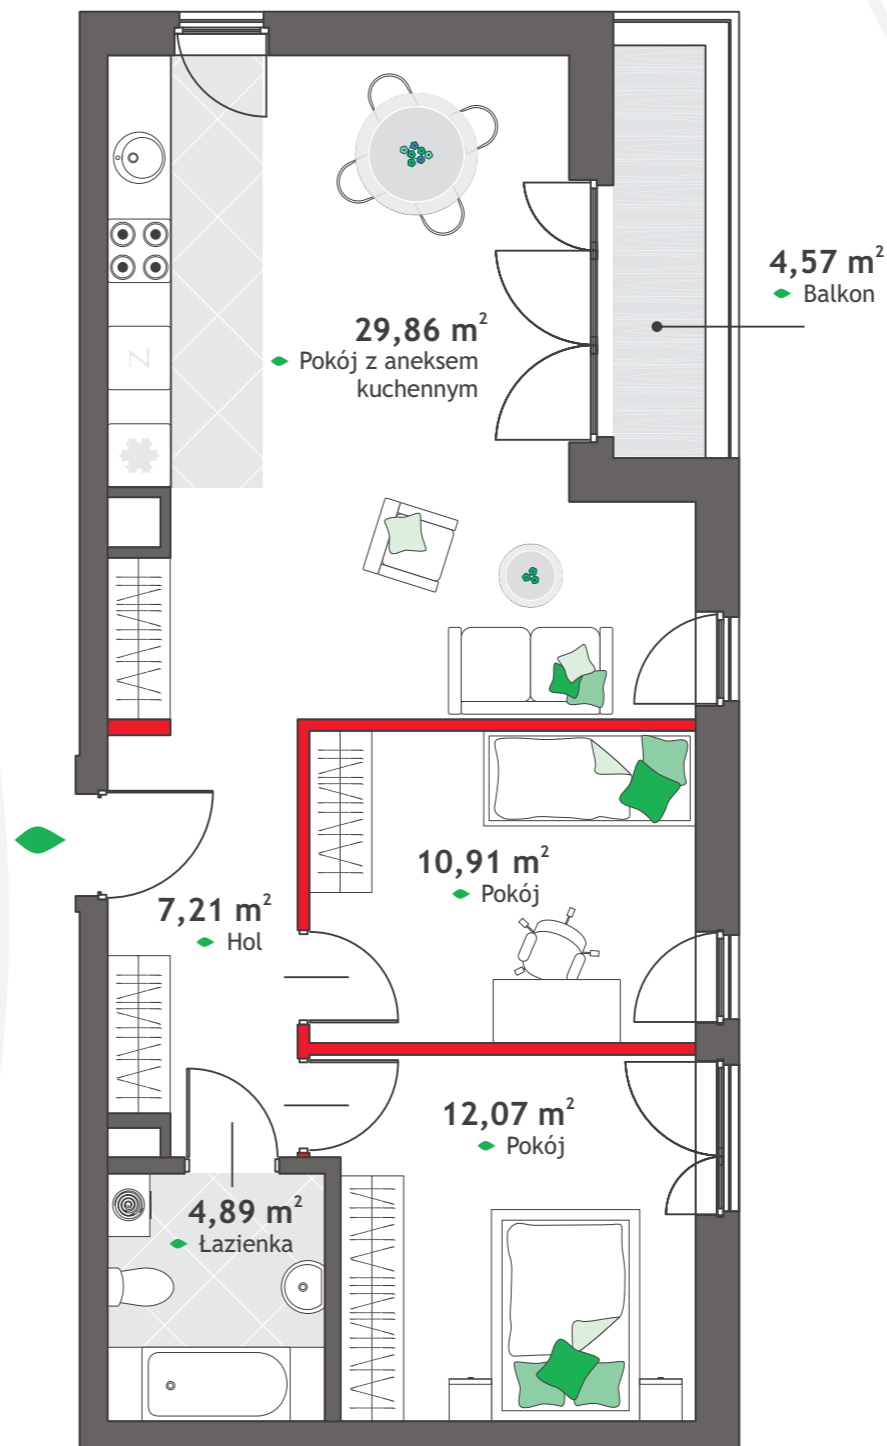 4,57 m²
Balkon
29,86 m²
Pokój z aneksem
kuchennym
Z
10,91 m²
Pokój
7,21 m²
Hol
12,07 m²
Pokój
4,89 m²
Łazienka